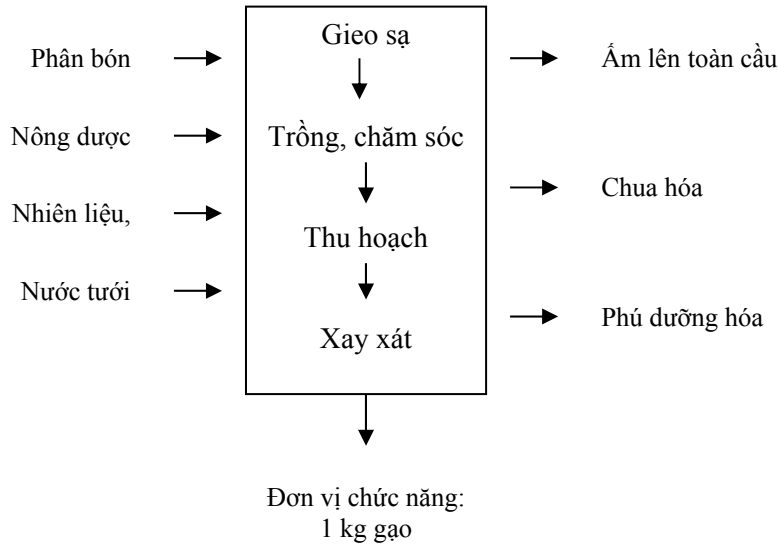 Gieo sạ
Phân bón
Ấm lên toàn cầu
Nông dược
Trồng, chăm sóc
Chua hóa
Nhiên liệu,
Thu hoạch
Nước tưới
Phú dưỡng hóa
Xay xát
Đơn vị chức năng:
1 kg gạo